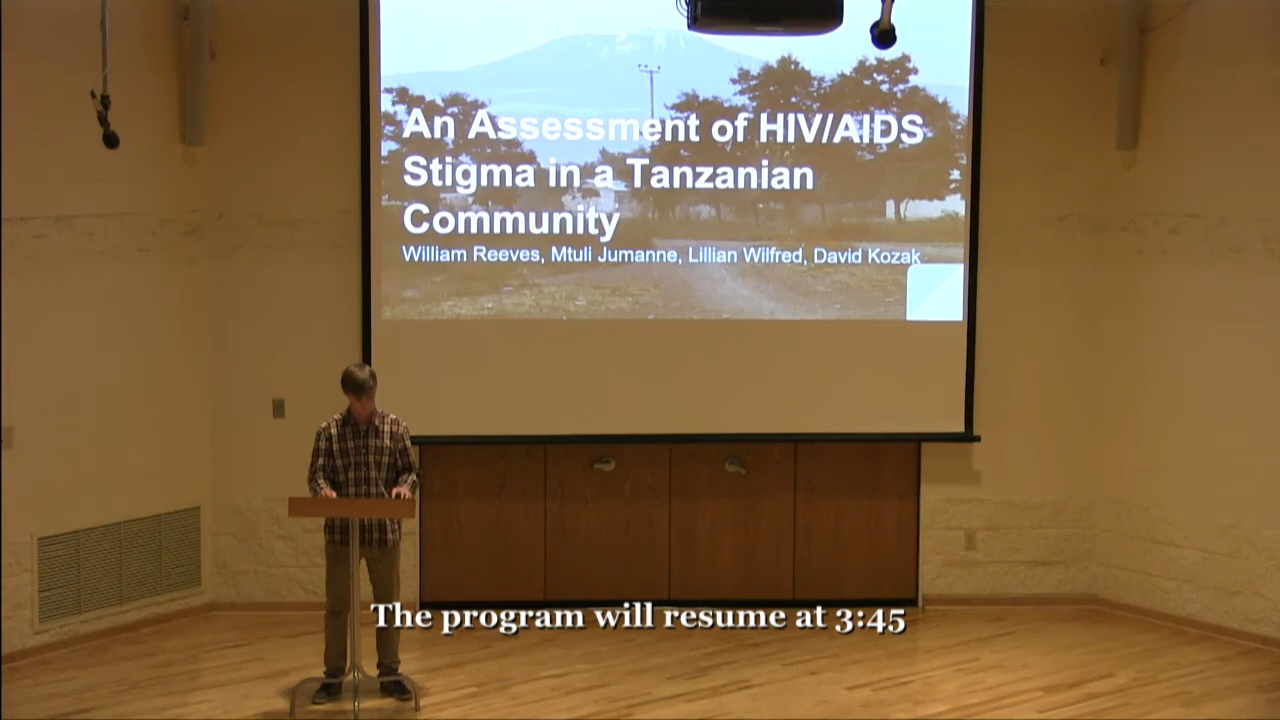 An Assessment of HIV/AIDS
Stigma in a Tanzanian
Community
William Reeves, Mtuli Jumanne, Lillian Wilfred, David Kozak
The program will resume at 3:45